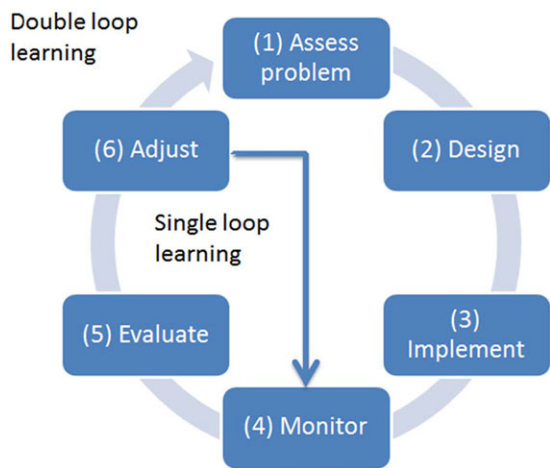 Double loop
learning
(1) Assess
problem
(2) Design
(3)
Implement
(4) Monitor
(5) Evaluate
(6) Adjust
Single loop
learning